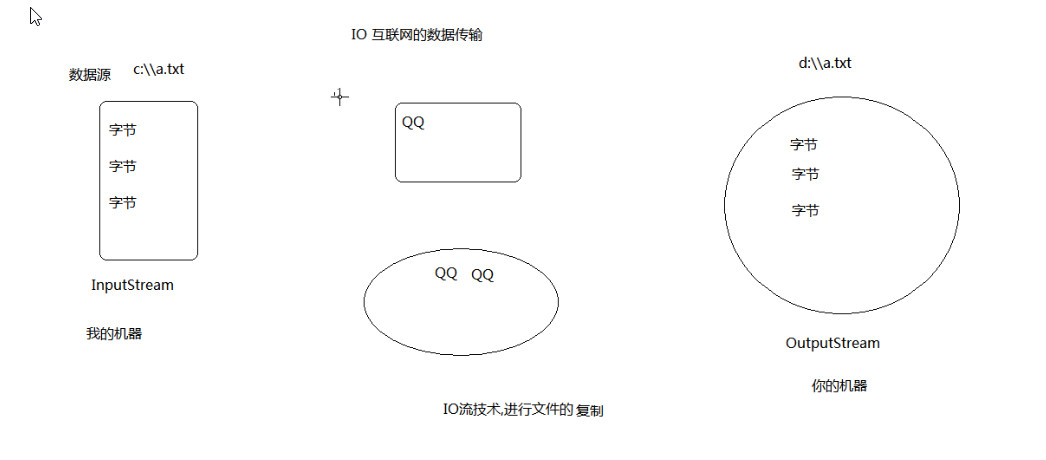 IO 互联网的数据传输
数据源 c:\\a.txt
字节
字节
字节
InputStream
我的机器
QQ
QQ QQ
IO流技术,进行文件的 复制
d:\\a.txt
字节
字节
字节
OutputStream
你的机器